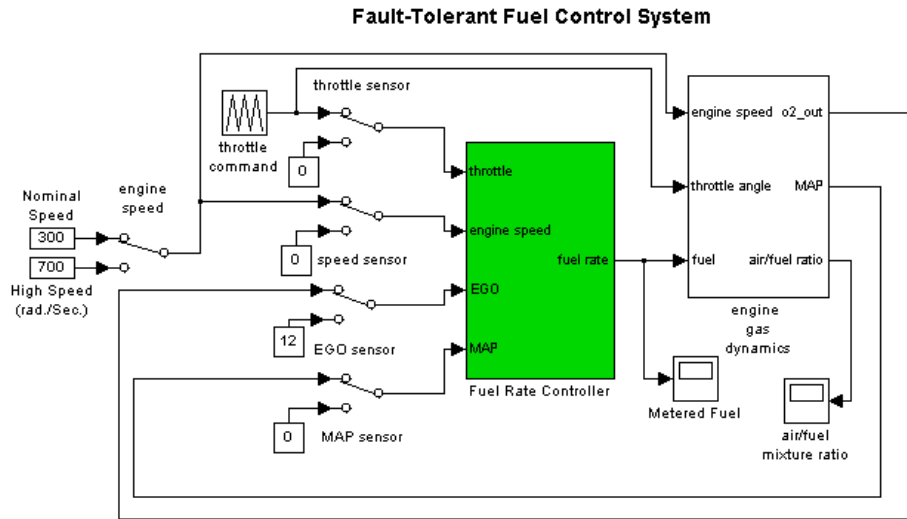 Fault-Tolerant Fuel Control System
throttle sensor
throttle
command
0
engine
speed
Nominal
Speed
300
700
High Speed
(rad./Sec.)
0
speed sensor
12
EGO sensor
0
MAP sensor
throttle
engine speed
EGO
MAP
fuel rate
Fuel Rate Controller
engine speed
o2_out
throttle angle
MAP
fuel
air/fuel ratio
engine
gas
dynamics
Metered Fuel
air/fuel
mixture ratio